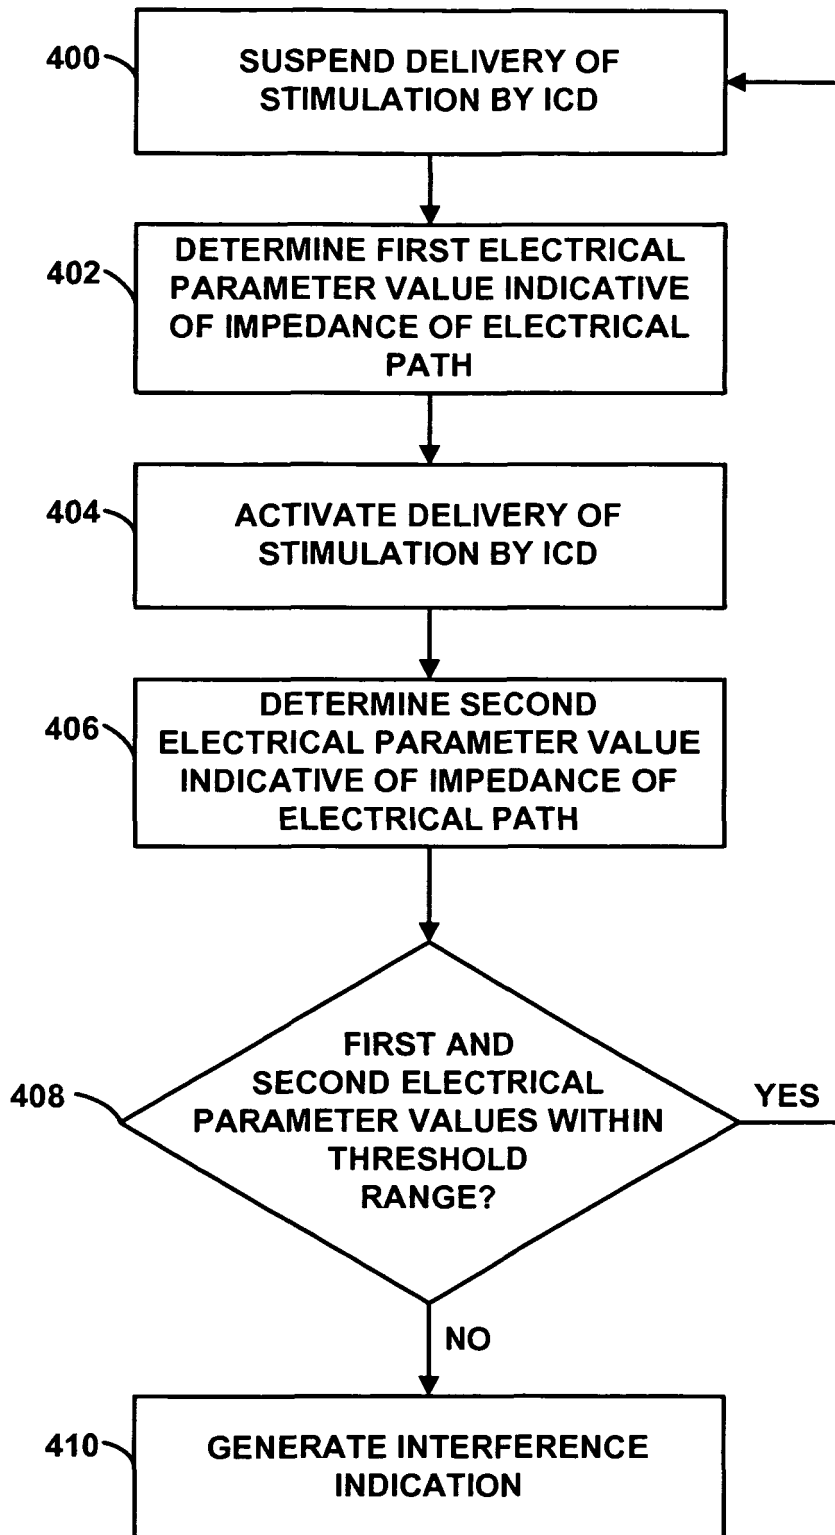 400
SUSPEND DELIVERY OF
STIMULATION BY ICD
402
DETERMINE FIRST ELECTRICAL
PARAMETER VALUE INDICATIVE
OF IMPEDANCE OF ELECTRICAL
PATH
404
ACTIVATE DELIVERY OF
STIMULATION BY ICD
406
DETERMINE SECOND
ELECTRICAL PARAMETER VALUE
INDICATIVE OF IMPEDANCE OF
ELECTRICAL PATH
408
FIRST AND
SECOND ELECTRICAL
PARAMETER VALUES WITHIN
THRESHOLD
RANGE?
YES
NO
410
GENERATE INTERFERENCE
INDICATION